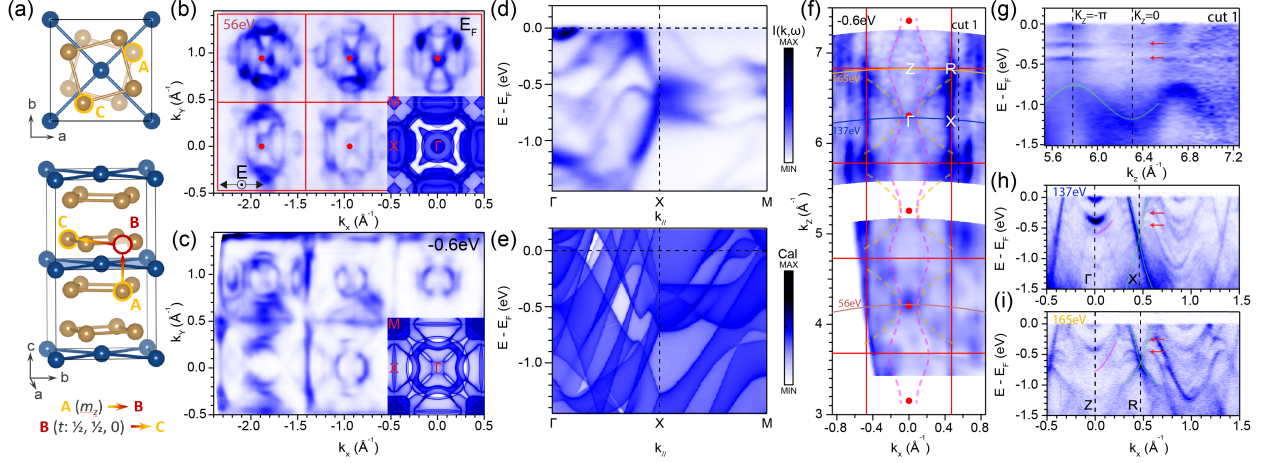 (a)
A
C
b
a
C
B
A
c
b
a
A (m_z) → B
B (t: ½, ½, 0) → C
(b)
56eV
E_F
k_y (Å⁻¹)
1.0
0.5
0.0
-0.5
E
M
X
Γ
-2.0 -1.5 -1.0 -0.5 0.0 0.5
k_x (Å⁻¹)
(c)
-0.6eV
k_Y (Å⁻¹)
1.0
0.5
0.0
-0.5
M
X
Γ
-2.0 -1.5 -1.0 -0.5 0.0
k_x (Å⁻¹)
(d)
E - E_F (eV)
0.0
-0.5
-1.0
Γ X M
k_//
I(k,ω)
MAX
MIN
(e)
E - E_F (eV)
0.0
-0.5
-1.0
Γ X M
k_//
Cal
MAX
MIN
(f)
-0.6eV
cut 1
Z R
165eV
137eV
Γ X
56eV
k_Z (Å⁻¹)
7
6
5
4
3
-0.8 -0.4 0.0 0.4 0.8
k_x (Å⁻¹)
(g)
K_Z=-π K_Z=0
cut 1
E - E_F (eV)
0.0
-0.5
-1.0
-1.5
5.6 6.0 6.4 6.8 7.2
k_z (Å⁻¹)
(h)
137eV
E - E_F (eV)
0.0
-0.5
-1.0
-1.5
Γ X
-0.5 0.0 0.5 1.0 1.5
(i)
165eV
E - E_F (eV)
0.0
-0.5
-1.0
-1.5
Z R
-0.5 0.0 0.5 1.0 1.5
k_x (Å⁻¹)